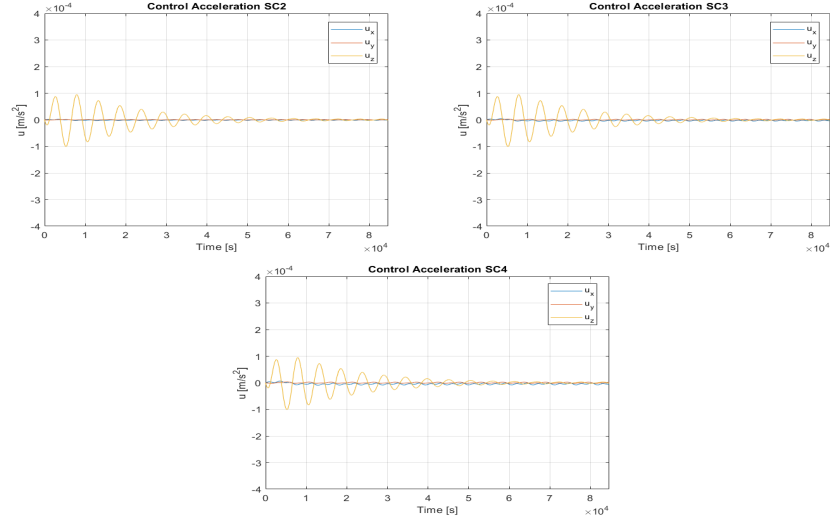 Control Acceleration SC2
×10⁻⁴
4
3
2
1
0
-1
-2
-3
-4
u [m/s²]
u_x
u_y
u_z
0 1 2 3 4 5 6 7 8
Time [s]
×10⁴
Control Acceleration SC3
×10⁻⁴
4
3
2
1
0
-1
-2
-3
-4
u [m/s²]
u_x
u_y
u_z
0 1 2 3 4 5 6 7 8
Time [s]
×10⁴
Control Acceleration SC4
×10⁻⁴
4
3
2
1
0
-1
-2
-3
-4
u [m/s²]
u_x
u_y
u_z
0 1 2 3 4 5 6 7 8
Time [s]
×10⁴